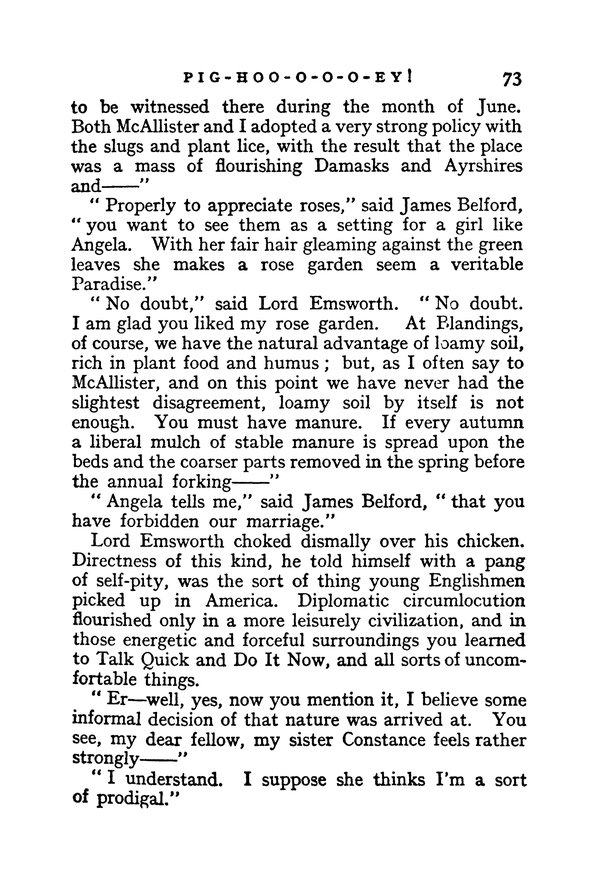 PIG-HOO-O-O-O-EY! 73
to be witnessed there during the month of June.
Both McAllister and I adopted a very strong policy with
the slugs and plant lice, with the result that the place
was a mass of flourishing Damasks and Ayrshires
and——"
" Properly to appreciate roses," said James Belford,
" you want to see them as a setting for a girl like
Angela. With her fair hair gleaming against the green
leaves she makes a rose garden seem a veritable
Paradise."
" No doubt," said Lord Emsworth. " No doubt.
I am glad you liked my rose garden. At Blandings,
of course, we have the natural advantage of loamy soil,
rich in plant food and humus ; but, as I often say to
McAllister, and on this point we have never had the
slightest disagreement, loamy soil by itself is not
enough. You must have manure. If every autumn
a liberal mulch of stable manure is spread upon the
beds and the coarser parts removed in the spring before
the annual forking——"
" Angela tells me," said James Belford, " that you
have forbidden our marriage."
Lord Emsworth choked dismally over his chicken.
Directness of this kind, he told himself with a pang
of self-pity, was the sort of thing young Englishmen
picked up in America. Diplomatic circumlocution
flourished only in a more leisurely civilization, and in
those energetic and forceful surroundings you learned
to Talk Quick and Do It Now, and all sorts of uncom-
fortable things.
" Er—well, yes, now you mention it, I believe some
informal decision of that nature was arrived at. You
see, my dear fellow, my sister Constance feels rather
strongly——"
" I understand. I suppose she thinks I'm a sort
of prodigal."